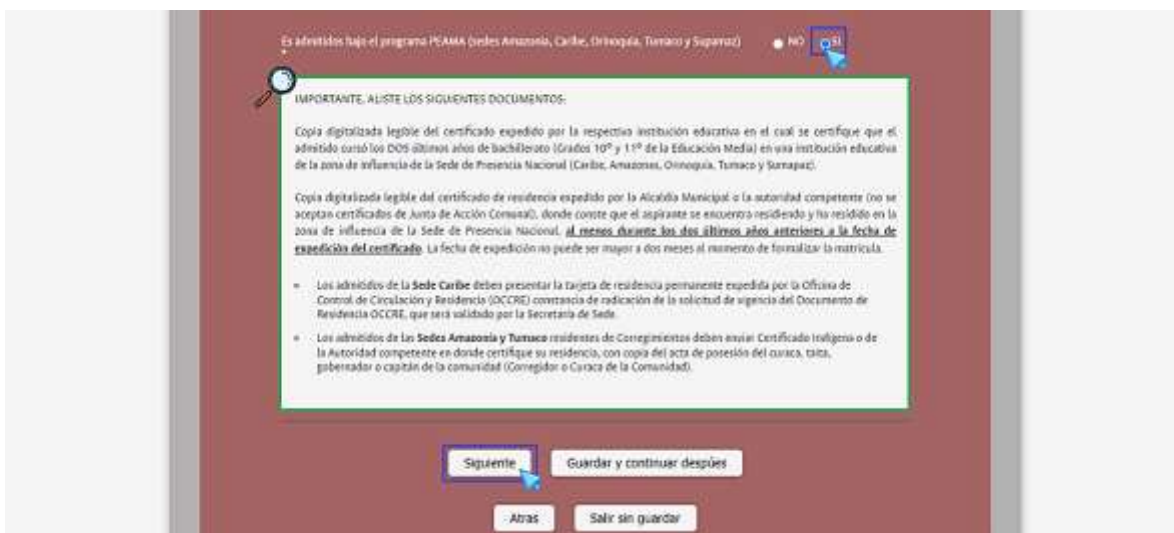 Es admitidos bajo el programa PEAMA (sedes Amazonía, Caribe, Orinoquía, Tumaco y Sumapaz) NO SI
IMPORTANTE, ALISTE LOS SIGUIENTES DOCUMENTOS:
Copia digitalizada legible del certificado expedido por la respectiva institución educativa en el cual se certifique que el
admitido cursó los DOS últimos años de bachillerato (Grados 10º y 11º de la Educación Media) en una institución educativa
de la zona de influencia de la Sede de Presencia Nacional (Caribe, Amazonas, Orinoquía, Tumaco y Sumapaz).
Copia digitalizada legible del certificado de residencia expedido por la Alcaldía Municipal o la autoridad competente (no se
aceptan certificados de Junta de Acción Comunal), donde conste que el aspirante se encuentra residiendo y ha residido en la
zona de influencia de la Sede de Presencia Nacional, al menos durante los dos últimos años anteriores a la fecha de
expedición del certificado. La fecha de expedición no puede ser mayor a dos meses al momento de formalizar la matrícula.
Los admitidos de la Sede Caribe deben presentar la tarjeta de residencia permanente expedida por la Oficina de
Control de Circulación y Residencia (OCCRE) constancia de radicación de la solicitud de vigencia del Documento de
Residencia OCCRE, que será validado por la Secretaría de Sede.
Los admitidos de las Sedes Amazonía y Tumaco residentes de Corregimientos deben enviar Certificado Indígena o de
la Autoridad competente en donde certifique su residencia, con copia del acta de posesión del curaca, taita,
gobernador o capitán de la comunidad (Corregidor o Curaca de la Comunidad).
Siguiente Guardar y continuar despúes
Atras Salir sin guardar